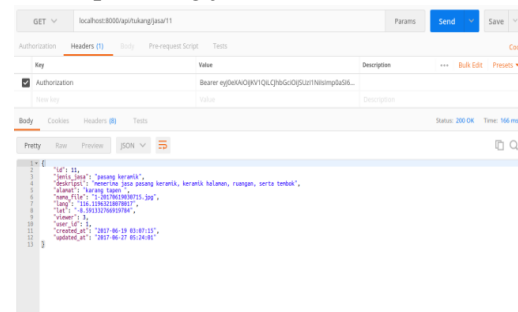 GET localhost:8000/api/tukang/jasa/11 Params Send Save
Authorization Headers (1) Body Pre-request Script Tests
Key Value Description ••• Bulk Edit Presets
Authorization
New key Value Description
Body Cookies Headers (8) Tests Status: 200 OK Time: 166 ms
Pretty Raw Preview JSON
1 {
2 "id": 11,
3 "jenis_jasa": "pasang keramik",
4 "deskripsi": "menerima jasa pasang keramik, keramik halaman, ruangan, serta tembok",
5 "alamat": "karang tapen ",
6 "nama_file": "1-20170619030715.jpg",
7 "lang": "116.11963218078017",
8 "lat": "-8.591332766919784",
9 "viewer": 3,
10 "user_id": 1,
11 "created_at": "2017-06-19 03:07:15",
12 "updated_at": "2017-06-27 05:24:01"
13 }